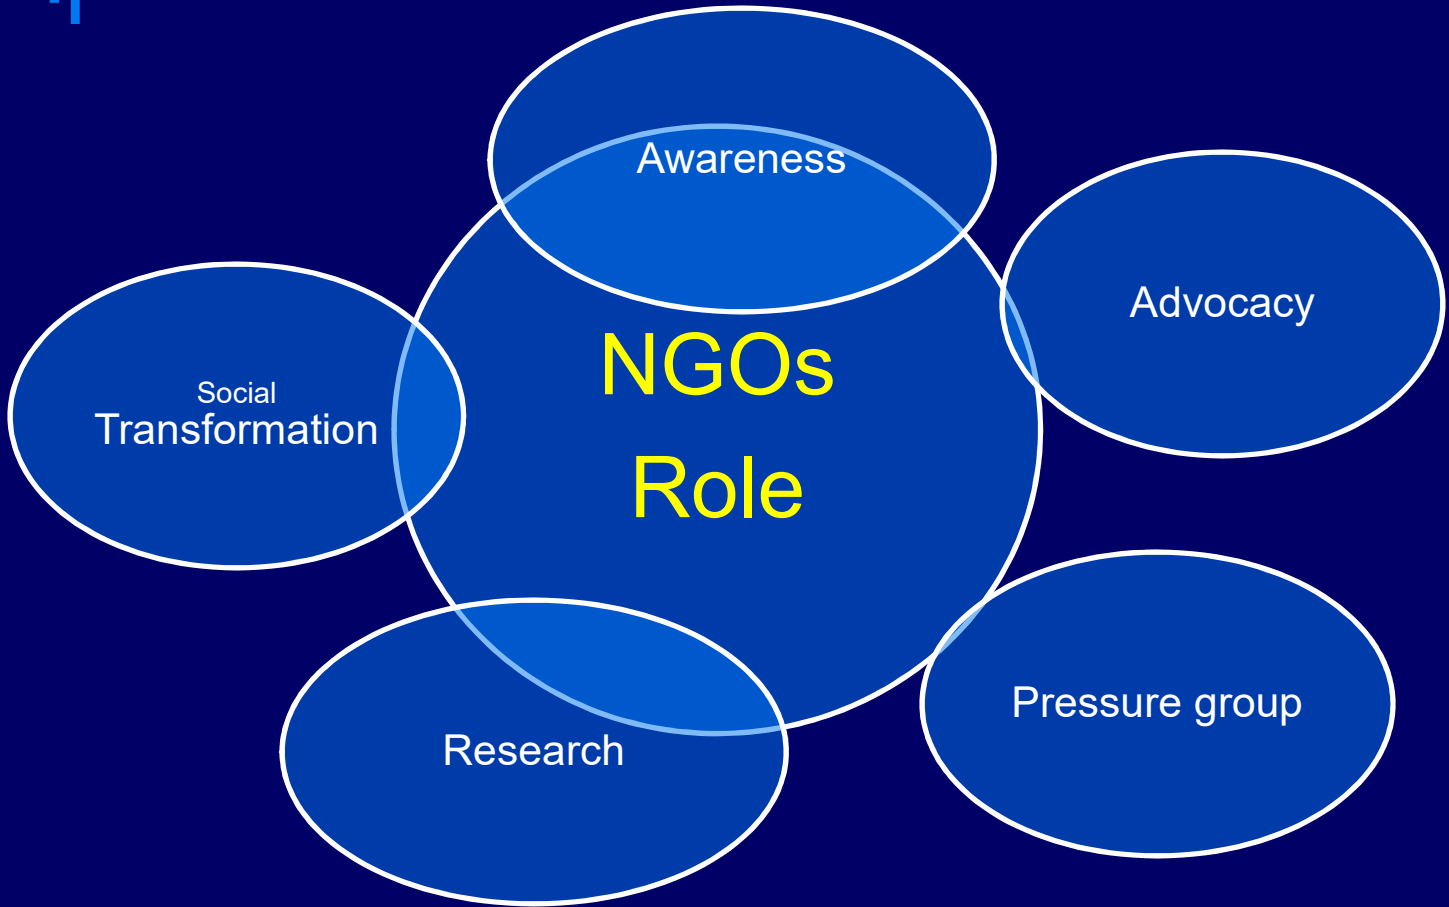 Awareness
Advocacy
NGOs
Role
Social
Transformation
Pressure group
Research